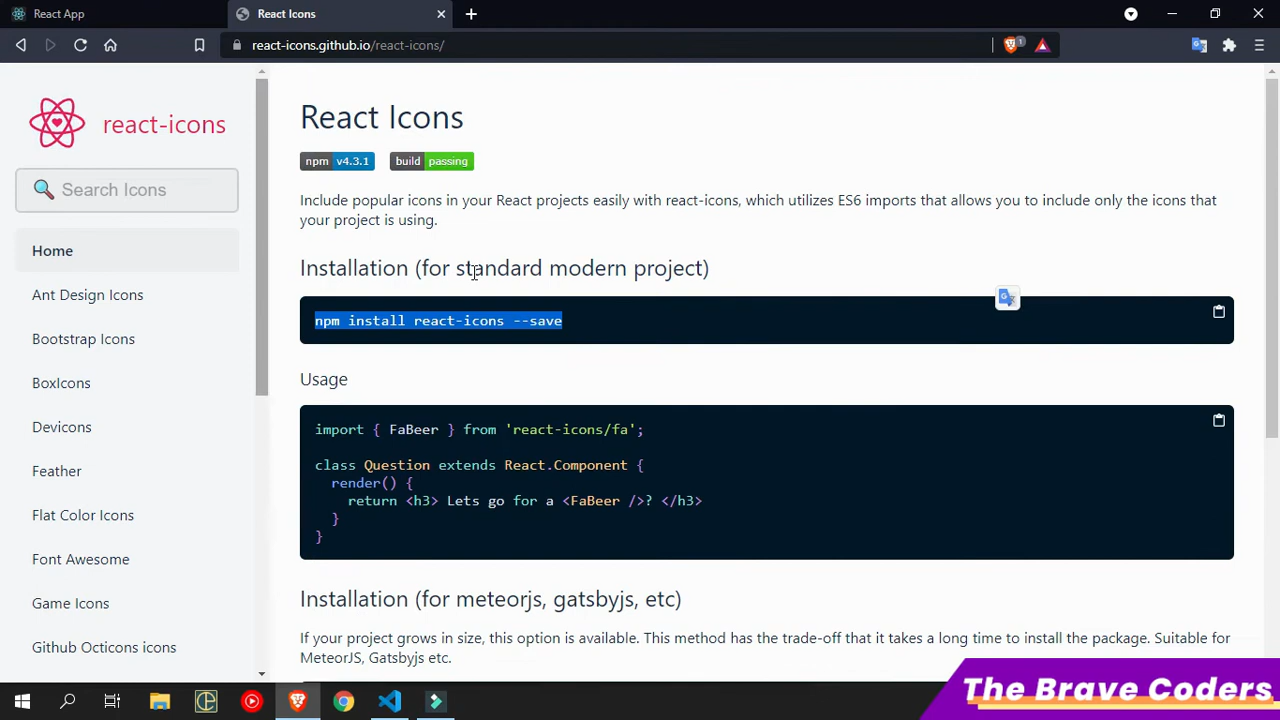 React App
React Icons
react-icons.github.io/react-icons/
1
react-icons
Search Icons
Home
Ant Design Icons
Bootstrap Icons
BoxIcons
Devicons
Feather
Flat Color Icons
Font Awesome
Game Icons
Github Octicons icons
React Icons
npm v4.3.1 build passing
Include popular icons in your React projects easily with react-icons, which utilizes ES6 imports that allows you to include only the icons that
your project is using.
Installation (for standard modern project)
npm install react-icons --save
Usage
import { FaBeer } from 'react-icons/fa';
class Question extends React.Component {
render() {
return <h3> Lets go for a <FaBeer />? </h3>
}
}
Installation (for meteorjs, gatsbyjs, etc)
If your project grows in size, this option is available. This method has the trade-off that it takes a long time to install the package. Suitable for
MeteorJS, Gatsbyjs etc.
The Brave Coders